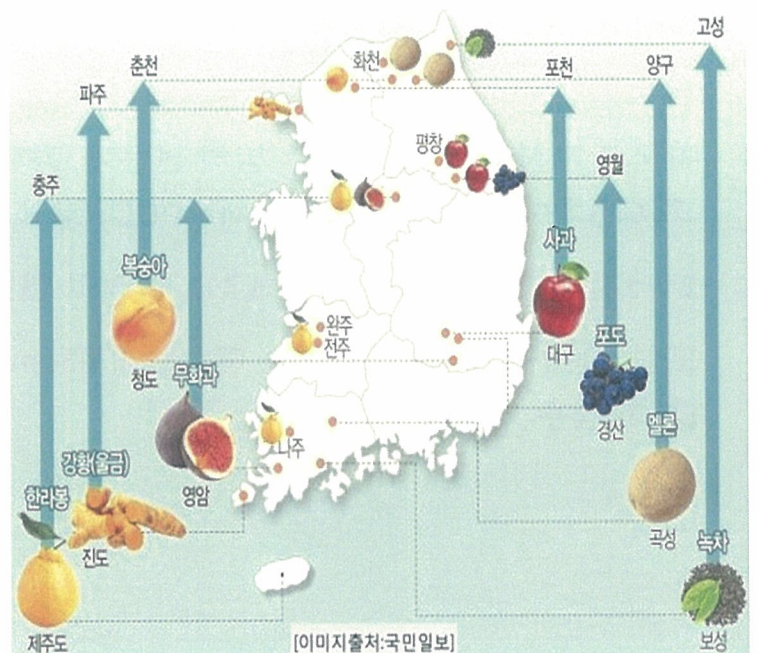 고성
춘천
화천
포천
양구
파주
평창
영월
충주
사과
복숭아
완주
전주
대구
포도
청도
무화과
경산
멜론
나주
강황(울금)
영암
한라봉
곡성
녹차
진도
제주도
[이미지출처:국민일보]
보성